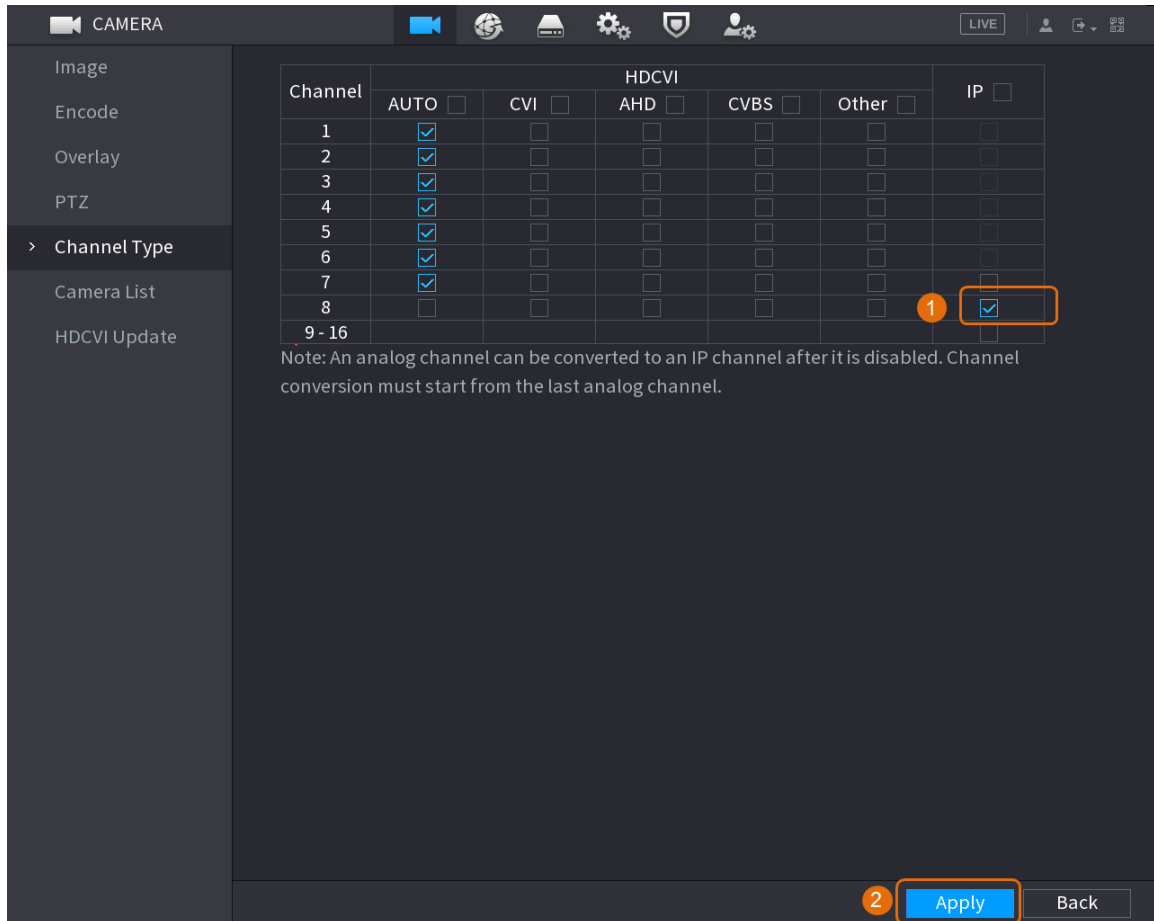 CAMERA
LIVE
Image
Encode
Overlay
PTZ
> Channel Type
Camera List
HDCVI Update
Channel HDCVI IP
AUTO CVI AHD CVBS Other
1
2
3
4
5
6
7
8 1
9 - 16
Note: An analog channel can be converted to an IP channel after it is disabled. Channel
conversion must start from the last analog channel.
2 Apply Back